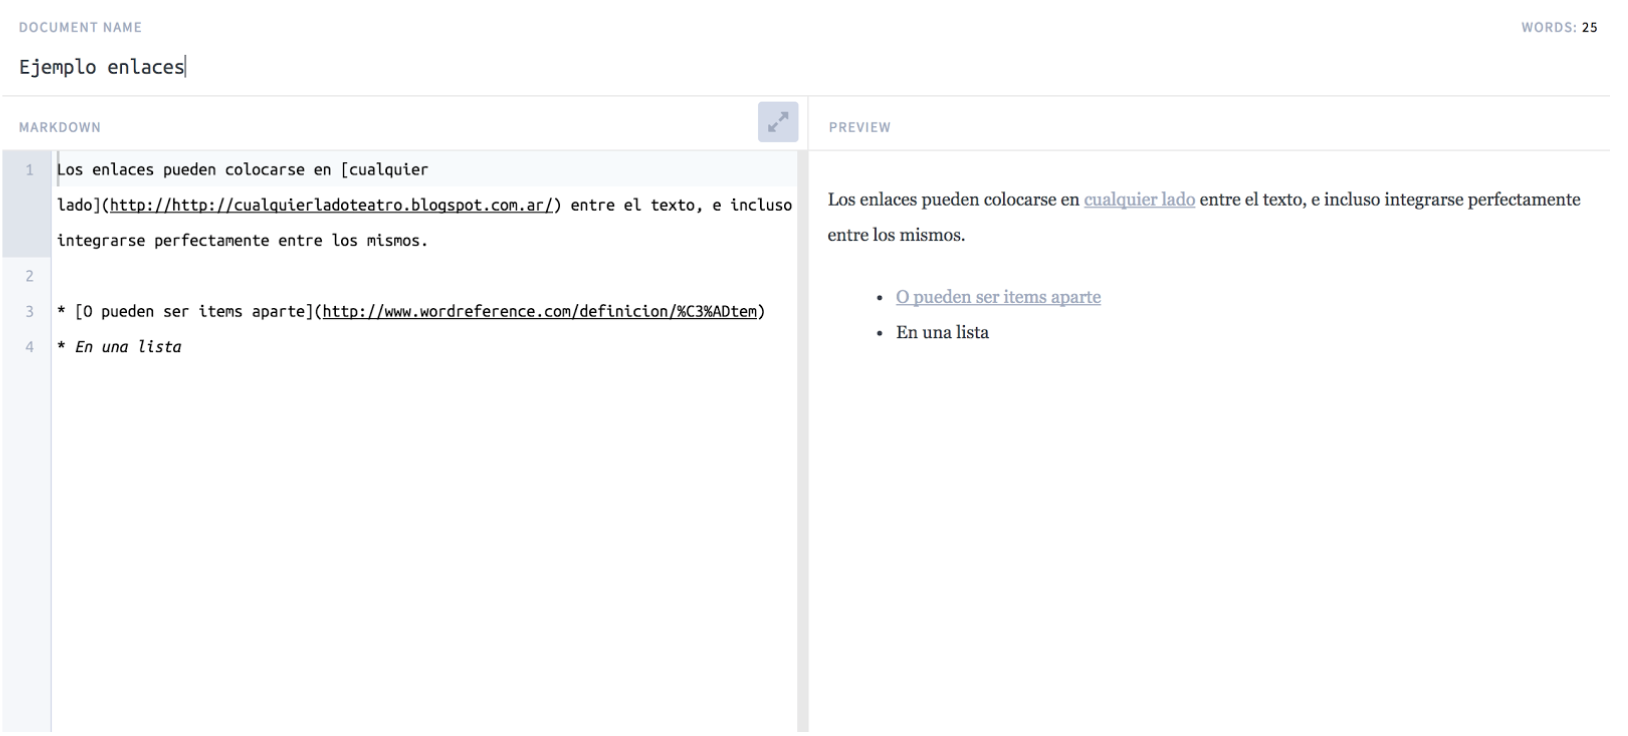 DOCUMENT NAME
WORDS: 25
Ejemplo enlaces
MARKDOWN
PREVIEW
1 Los enlaces pueden colocarse en [cualquier
lado](http://http://cualquierladoteatro.blogspot.com.ar/) entre el texto, e incluso
integrarse perfectamente entre los mismos.
2
3 * [O pueden ser items aparte](http://www.wordreference.com/definicion/%C3%ADtem)
4 * En una lista
Los enlaces pueden colocarse en cualquier lado entre el texto, e incluso integrarse perfectamente
entre los mismos.
• O pueden ser items aparte
• En una lista